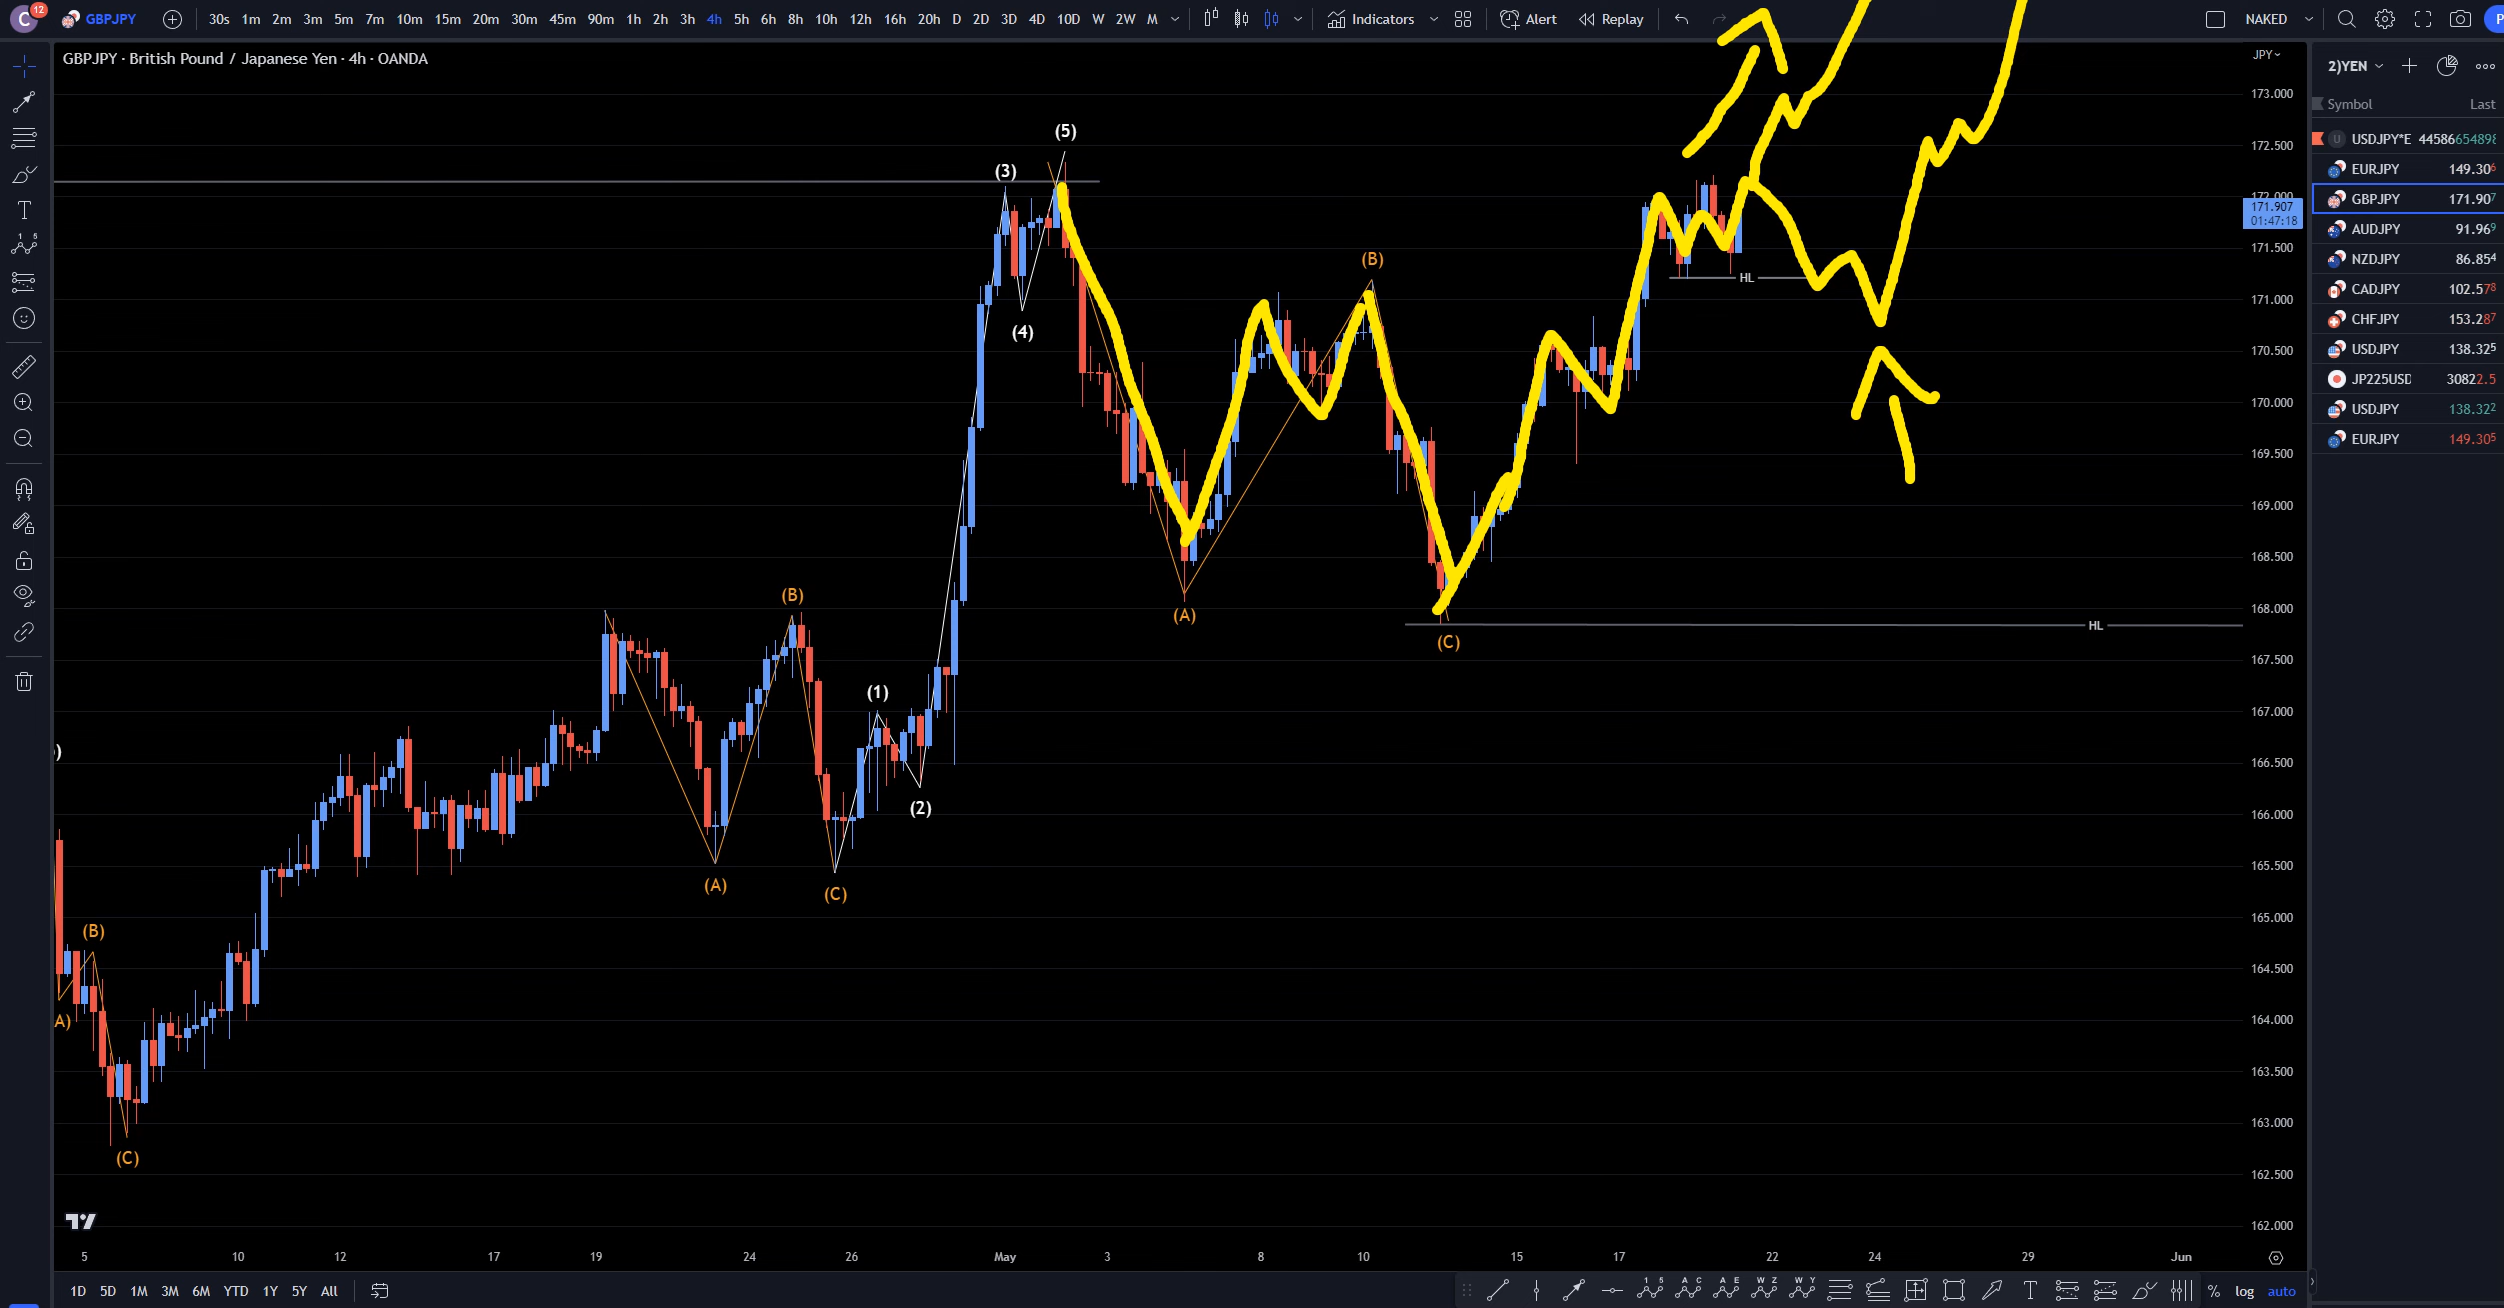 C 12 GBPJPY 30s 1m 2m 3m 5m 7m 10m 15m 20m 30m 45m 90m 1h 2h 3h 4h 5h 6h 8h 10h 12h 16h 20h D 2D 3D 4D 10D W 2W M Indicators Alert Replay NAKED P
GBPJPY · British Pound / Japanese Yen · 4h · OANDA
JPY
2)YEN
Symbol Last
USDJPY*E 44586654898
EURJPY 149.306
GBPJPY 171.907
AUDJPY 91.969
NZDJPY 86.854
CADJPY 102.578
CHFJPY 153.287
USDJPY 138.325
JP225USD 30822.5
USDJPY 138.322
EURJPY 149.305
173.000
172.500
172.000
171.907
01:47:18
171.500
171.000
170.500
170.000
169.500
169.000
168.500
168.000
167.500
167.000
166.500
166.000
165.500
165.000
164.500
164.000
163.500
163.000
162.500
162.000
(5)
(3)
(B)
HL
(4)
(B)
(A)
HL
(C)
(1)
)
(2)
(A)
(C)
(B)
A)
(C)
5 10 12 17 19 24 26 May 3 8 10 15 17 22 24 29 Jun
1D 5D 1M 3M 6M YTD 1Y 5Y All
1 5 A C A E W Z W Y
% log auto